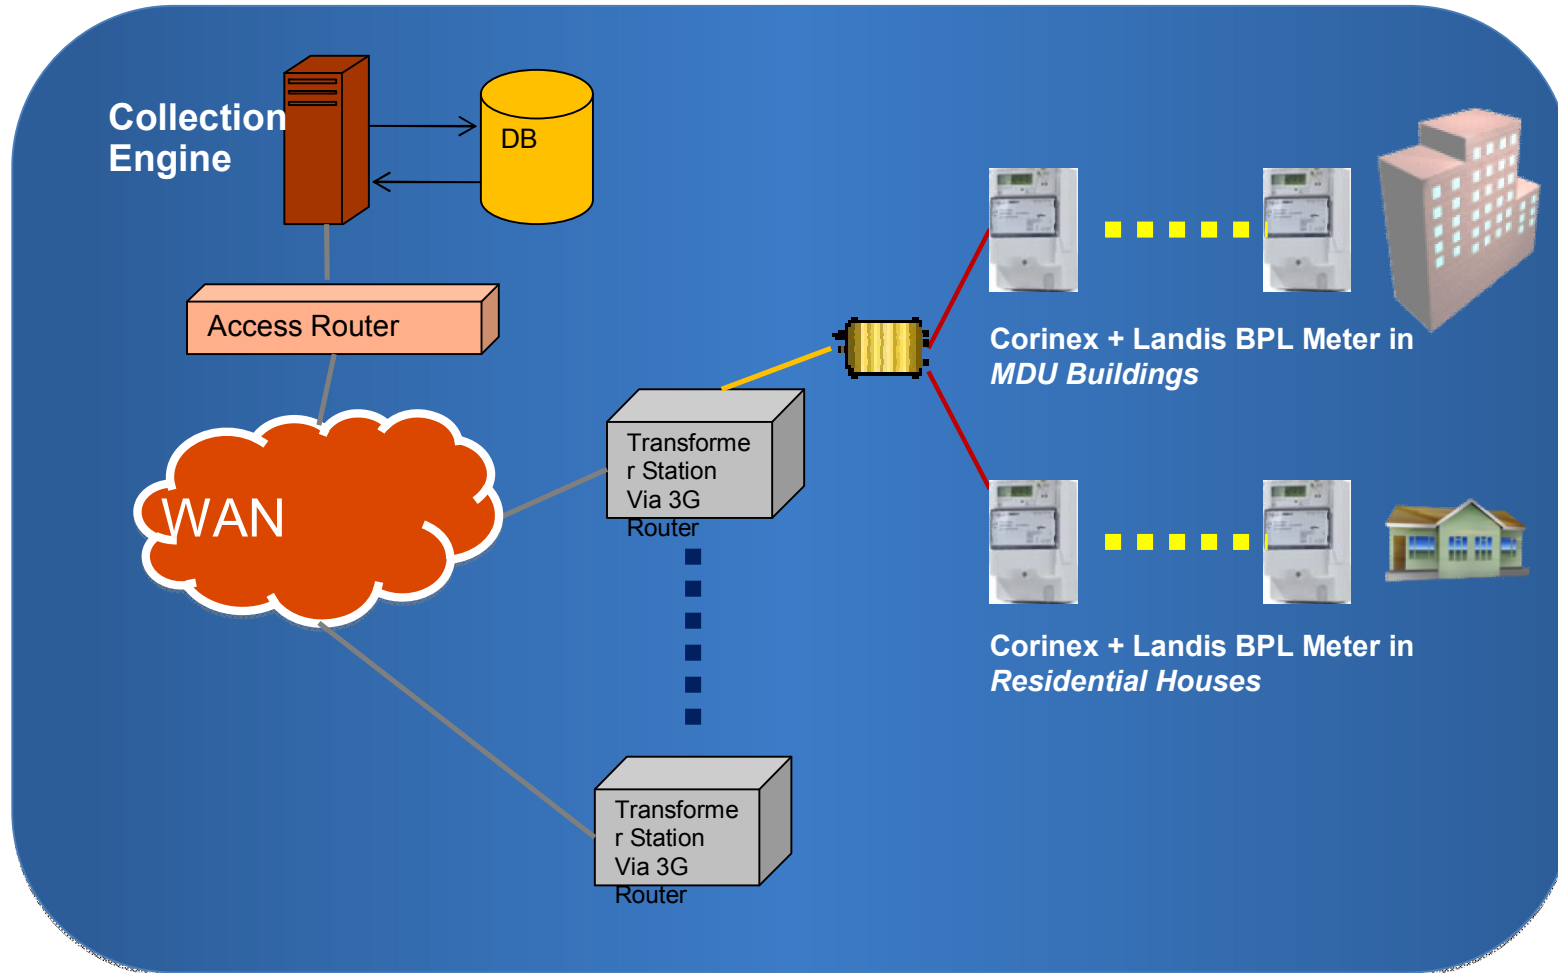 Collection
Engine
DB
Access Router
WAN
Transforme
r Station
Via 3G
Router
Transforme
r Station
Via 3G
Router
Corinex + Landis BPL Meter in
MDU Buildings
Corinex + Landis BPL Meter in
Residential Houses